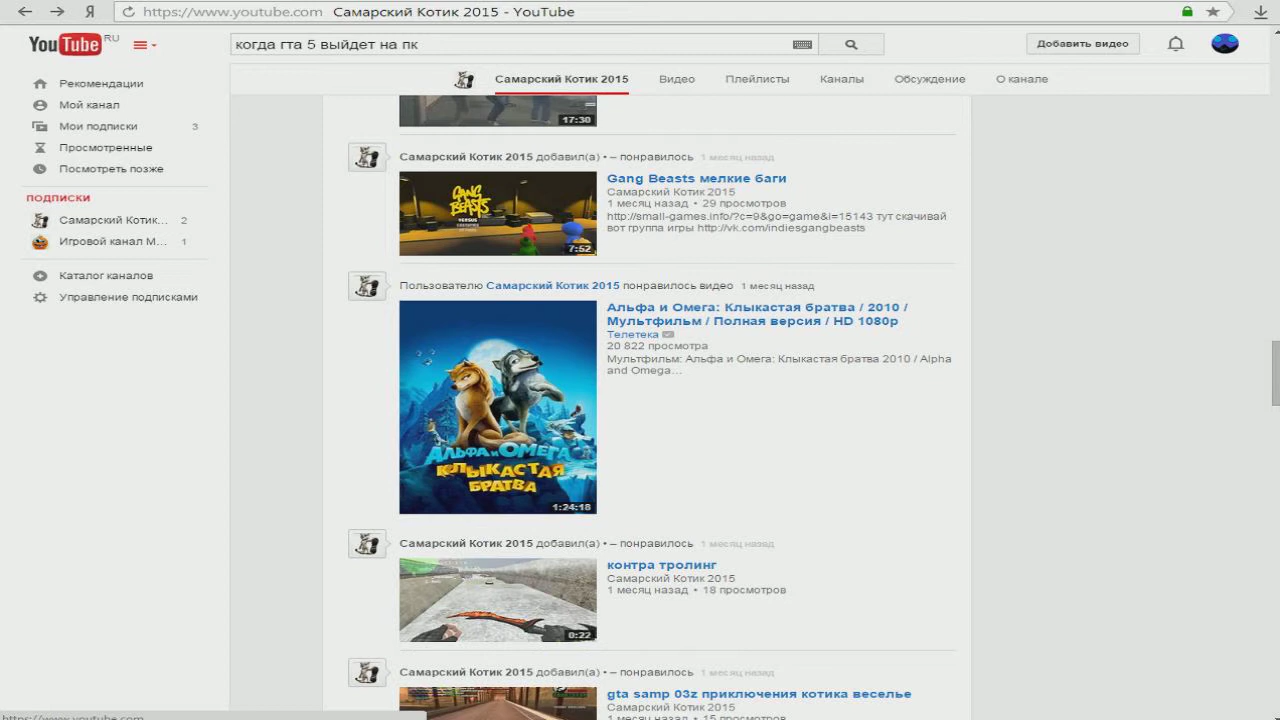 https://www.youtube.com Самарский Котик 2015 - YouTube
YouTube RU
когда гта 5 выйдет на пк
Добавить видео
Самарский Котик 2015 Видео Плейлисты Каналы Обсуждение О канале
Рекомендации
Мой канал
Мои подписки 3
Просмотренные
Посмотреть позже
ПОДПИСКИ
Самарский Котик... 2
Игровой канал М... 1
Каталог каналов
Управление подписками
17:30
Самарский Котик 2015 добавил(а) • – понравилось 1 месяц назад
GANG
BEASTS
7:52
Gang Beasts мелкие баги
Самарский Котик 2015
1 месяц назад • 29 просмотров
http://small-games.info/?c=9&go=game&i=15143 тут скачивай
вот группа игры http://vk.com/indiesgangbeasts
Пользователю Самарский Котик 2015 понравилось видео 1 месяц назад
АЛЬФА и ОМЕГА
КЛЫКАСТАЯ
БРАТВА
1:24:18
Альфа и Омега: Клыкастая братва / 2010 /
Мультфильм / Полная версия / HD 1080p
Телетека
20 822 просмотра
Мультфильм: Альфа и Омега: Клыкастая братва 2010 / Alpha
and Omega...
Самарский Котик 2015 добавил(а) • – понравилось 1 месяц назад
0:22
контра тролинг
Самарский Котик 2015
1 месяц назад • 18 просмотров
Самарский Котик 2015 добавил(а) • – понравилось 1 месяц назад
gta samp 03z приключения котика веселье
Самарский Котик 2015
1 месяц назад • 15 просмотров
https://www.youtube.com